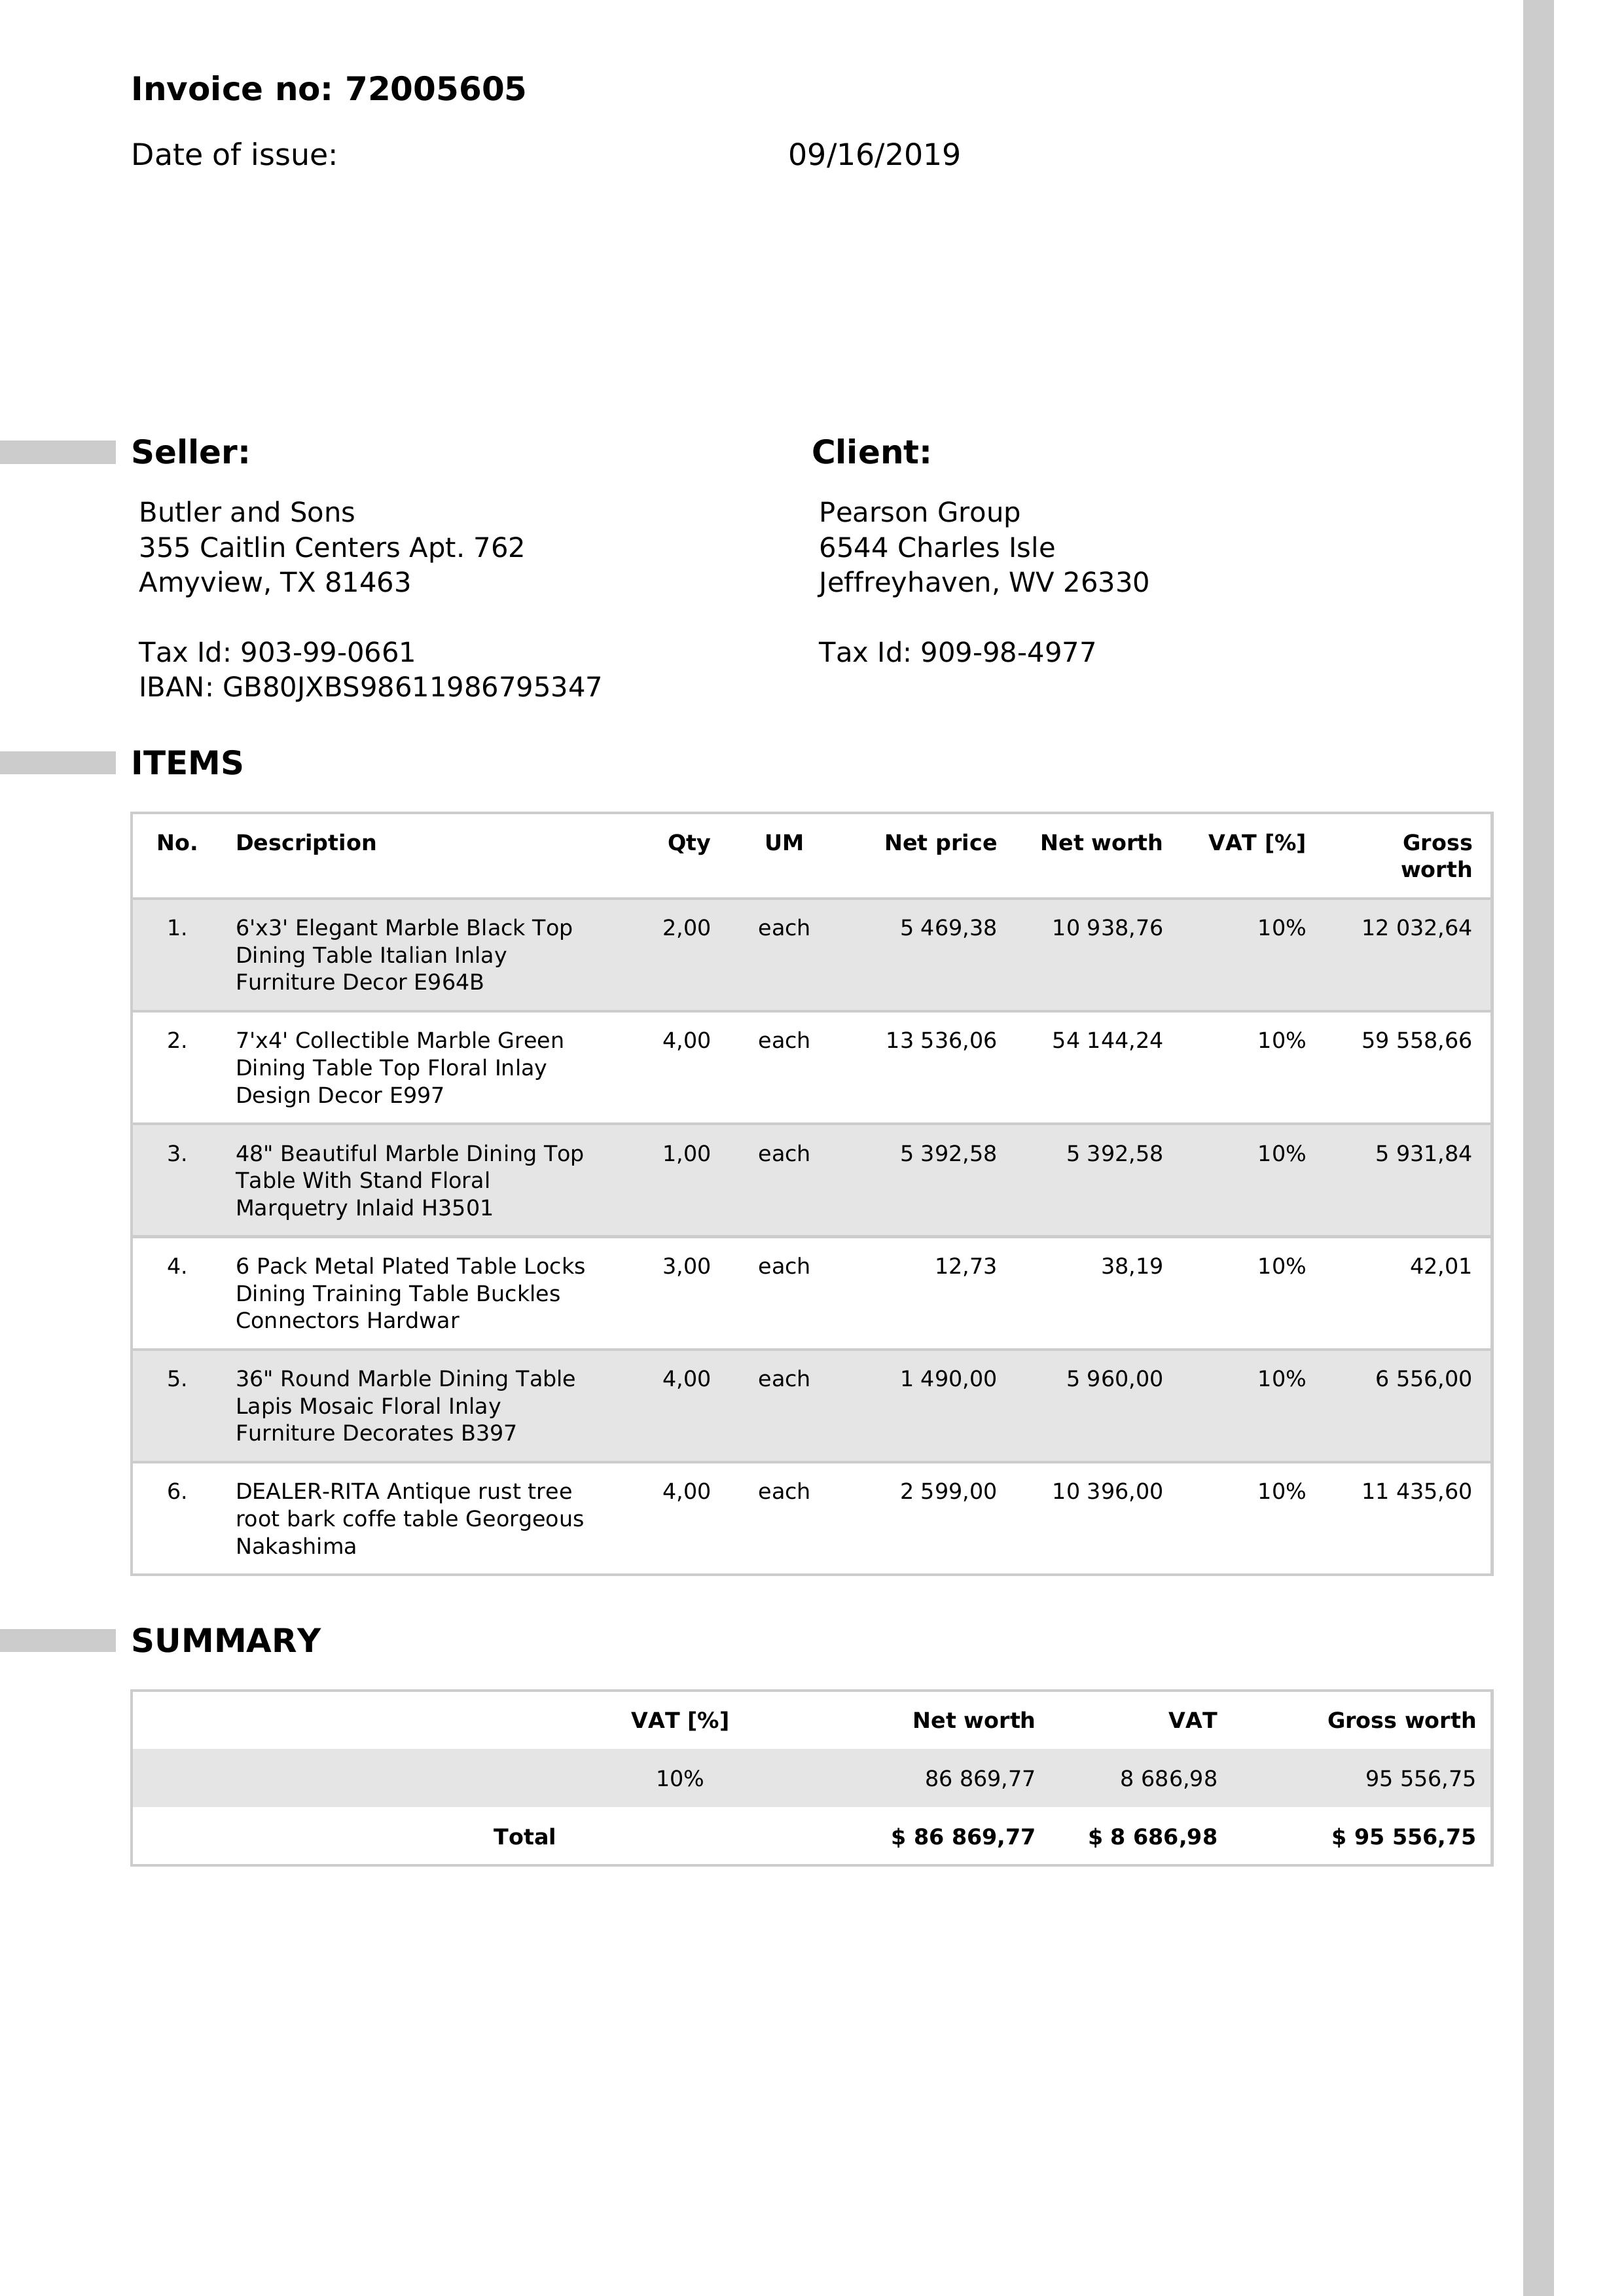 Invoice no: 72005605
Date of issue: 09/16/2019
Seller:
Butler and Sons
355 Caitlin Centers Apt. 762
Amyview, TX 81463
Tax Id: 903-99-0661
IBAN: GB80JXBS98611986795347
Client:
Pearson Group
6544 Charles Isle
Jeffreyhaven, WV 26330
Tax Id: 909-98-4977
ITEMS
No. Description Qty UM Net price Net worth VAT [%] Gross
worth
1. 6'x3' Elegant Marble Black Top 2,00 each 5 469,38 10 938,76 10% 12 032,64
Dining Table Italian Inlay
Furniture Decor E964B
2. 7'x4' Collectible Marble Green 4,00 each 13 536,06 54 144,24 10% 59 558,66
Dining Table Top Floral Inlay
Design Decor E997
3. 48" Beautiful Marble Dining Top 1,00 each 5 392,58 5 392,58 10% 5 931,84
Table With Stand Floral
Marquetry Inlaid H3501
4. 6 Pack Metal Plated Table Locks 3,00 each 12,73 38,19 10% 42,01
Dining Training Table Buckles
Connectors Hardwar
5. 36" Round Marble Dining Table 4,00 each 1 490,00 5 960,00 10% 6 556,00
Lapis Mosaic Floral Inlay
Furniture Decorates B397
6. DEALER-RITA Antique rust tree 4,00 each 2 599,00 10 396,00 10% 11 435,60
root bark coffe table Georgeous
Nakashima
SUMMARY
VAT [%] Net worth VAT Gross worth
10% 86 869,77 8 686,98 95 556,75
Total $ 86 869,77 $ 8 686,98 $ 95 556,75